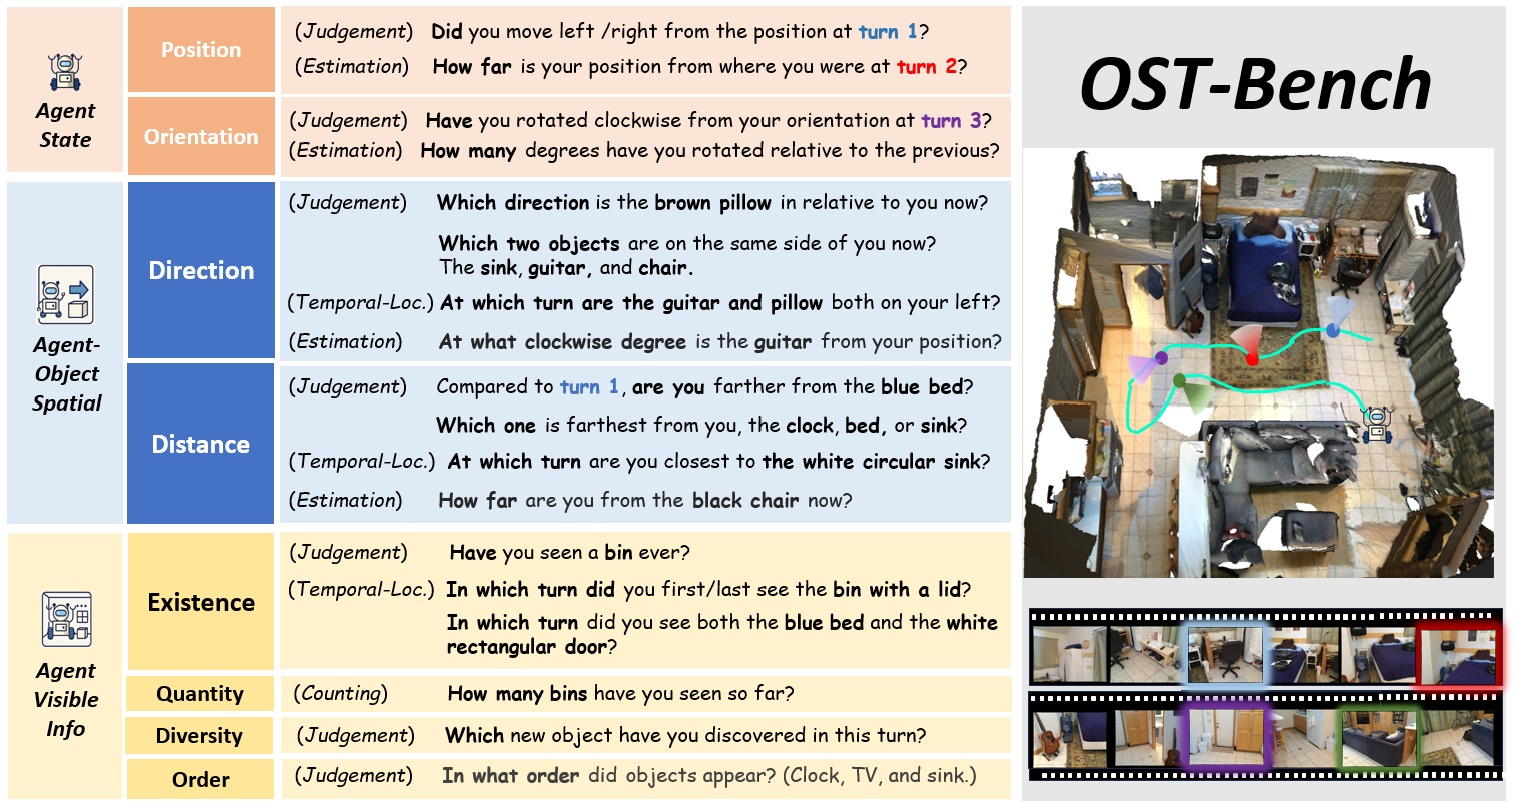 Agent
State
Position
(Judgement) Did you move left /right from the position at turn 1?
(Estimation) How far is your position from where you were at turn 2?
Orientation
(Judgement) Have you rotated clockwise from your orientation at turn 3?
(Estimation) How many degrees have you rotated relative to the previous?
Agent-
Object
Spatial
Direction
(Judgement) Which direction is the brown pillow in relative to you now?
Which two objects are on the same side of you now?
The sink, guitar, and chair.
(Temporal-Loc.) At which turn are the guitar and pillow both on your left?
(Estimation) At what clockwise degree is the guitar from your position?
Distance
(Judgement) Compared to turn 1, are you farther from the blue bed?
Which one is farthest from you, the clock, bed, or sink?
(Temporal-Loc.) At which turn are you closest to the white circular sink?
(Estimation) How far are you from the black chair now?
Agent
Visible
Info
Existence
(Judgement) Have you seen a bin ever?
(Temporal-Loc.) In which turn did you first/last see the bin with a lid?
In which turn did you see both the blue bed and the white
rectangular door?
Quantity
(Counting) How many bins have you seen so far?
Diversity
(Judgement) Which new object have you discovered in this turn?
Order
(Judgement) In what order did objects appear? (Clock, TV, and sink.)
OST-Bench